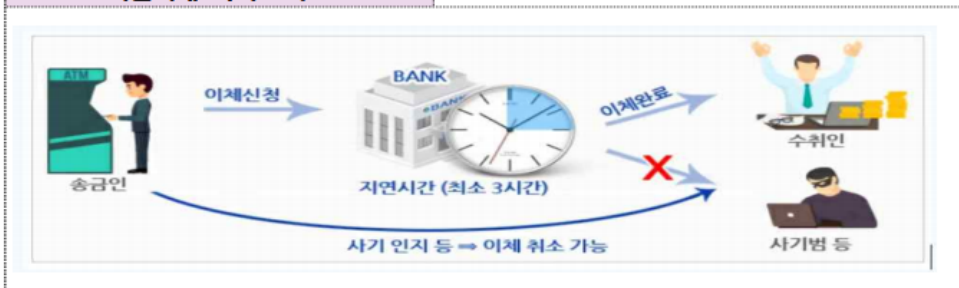 ATM
이체신청
BANK
BANK
이체완료
수취인
X
송금인
지연시간 (최소 3시간)
사기 인지 등 ⇒ 이체 취소 가능
사기범 등